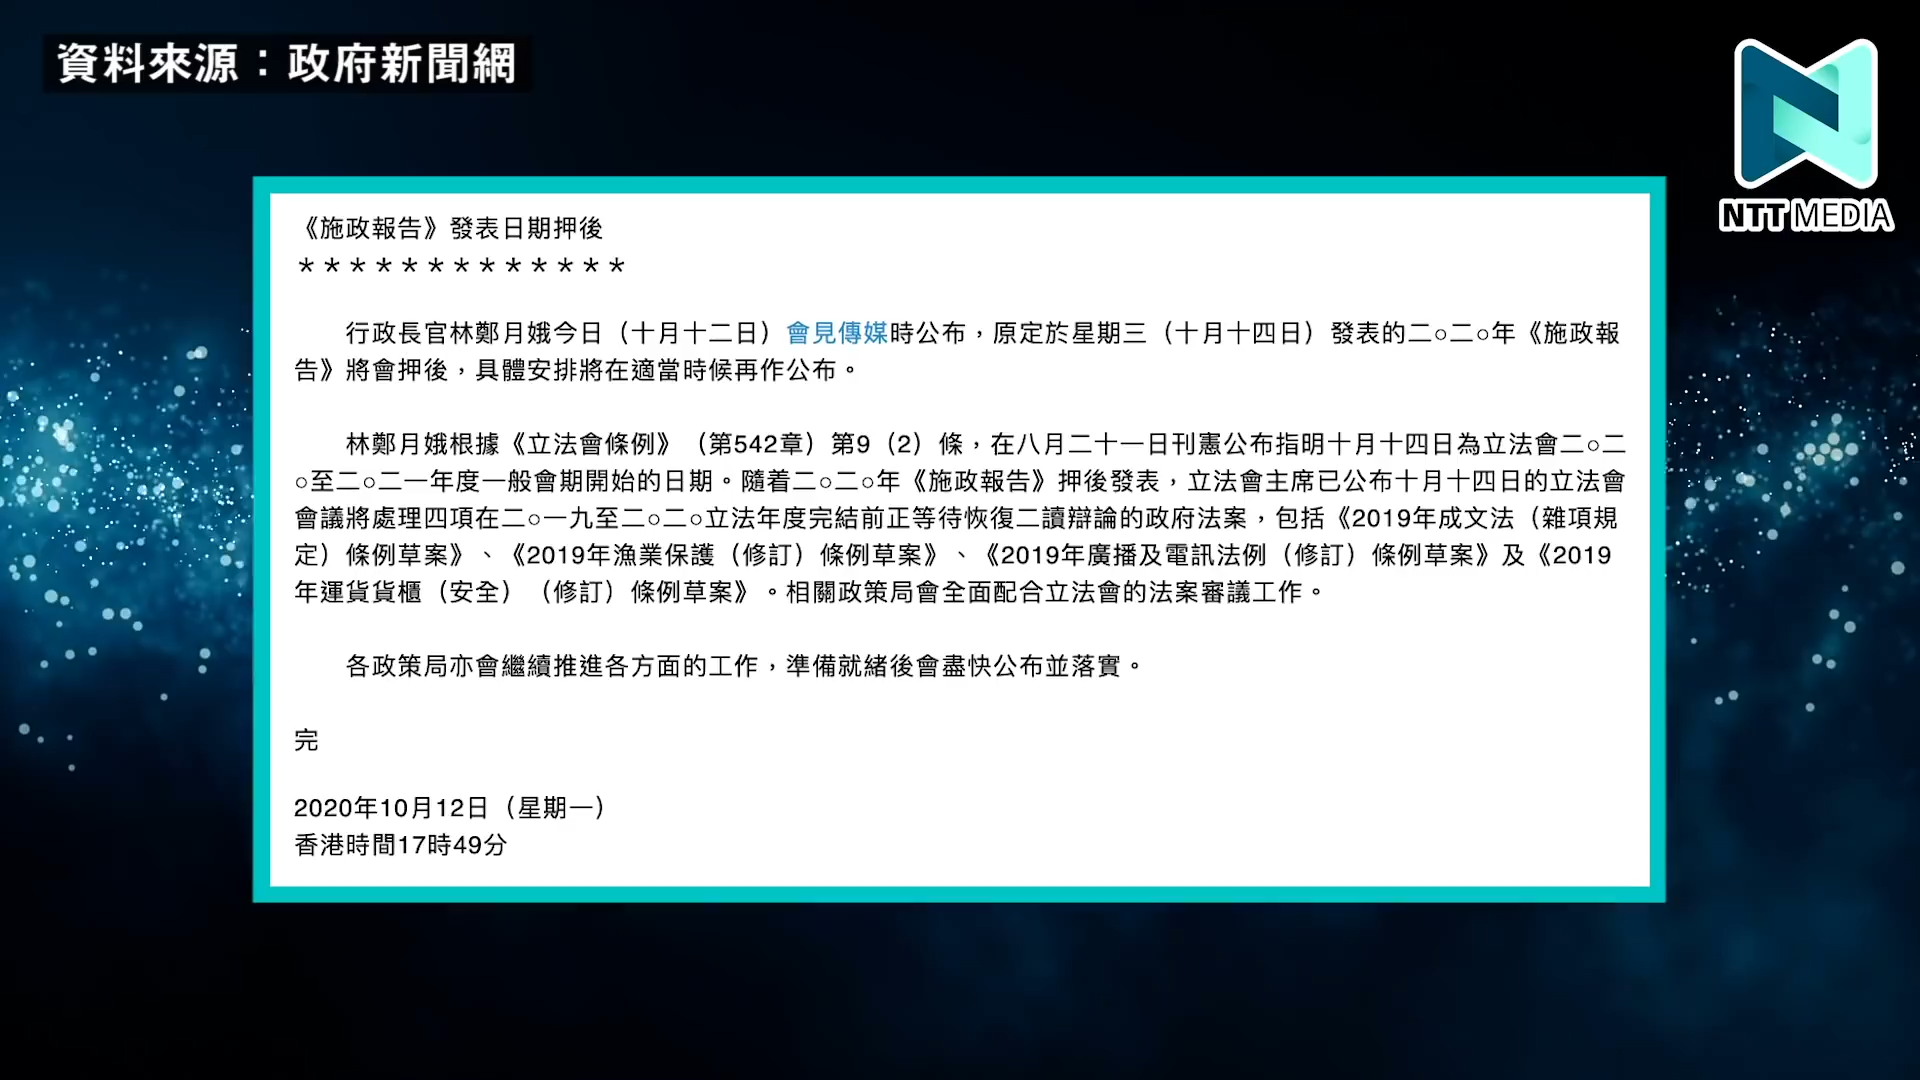 資料來源：政府新聞網
NTT MEDIA
《施政報告》發表日期押後
＊＊＊＊＊＊＊＊＊＊＊＊＊
行政長官林鄭月娥今日（十月十二日）會見傳媒時公布，原定於星期三（十月十四日）發表的二○二○年《施政報
告》將會押後，具體安排將在適當時候再作公布。
林鄭月娥根據《立法會條例》（第542章）第9（2）條，在八月二十一日刊憲公布指明十月十四日為立法會二○二
○至二○二一年度一般會期開始的日期。隨着二○二○年《施政報告》押後發表，立法會主席已公布十月十四日的立法會
會議將處理四項在二○一九至二○二○立法年度完結前正等待恢復二讀辯論的政府法案，包括《2019年成文法（雜項規
定）條例草案》、《2019年漁業保護（修訂）條例草案》、《2019年廣播及電訊法例（修訂）條例草案》及《2019
年運貨貨櫃（安全）（修訂）條例草案》。相關政策局會全面配合立法會的法案審議工作。
各政策局亦會繼續推進各方面的工作，準備就緒後會盡快公布並落實。
完
2020年10月12日（星期一）
香港時間17時49分